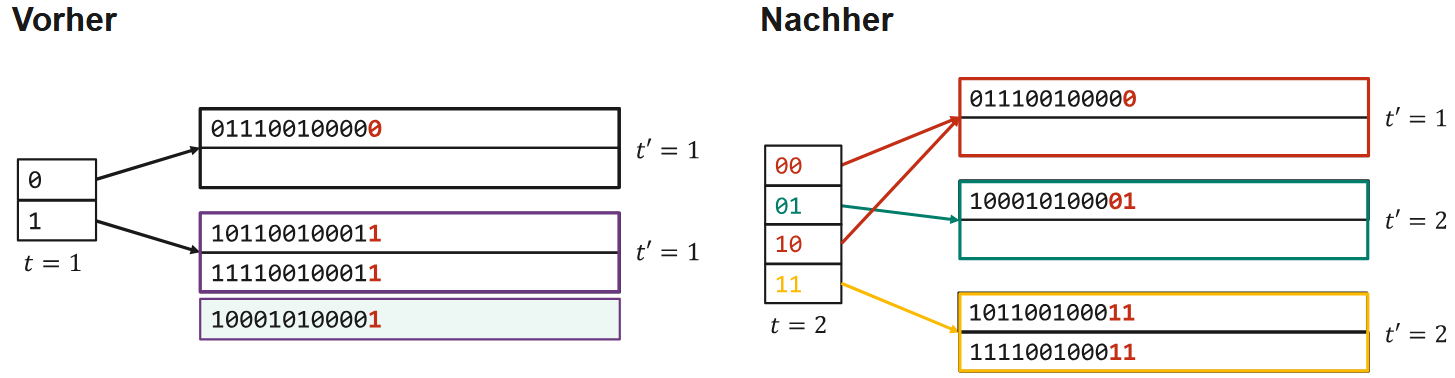 Vorher
0
1
t = 1
011100100000
t′ = 1
101100100011
111100100011
t′ = 1
100010100001
Nachher
00
01
10
11
t = 2
011100100000
t′ = 1
100010100001
t′ = 2
101100100011
111100100011
t′ = 2